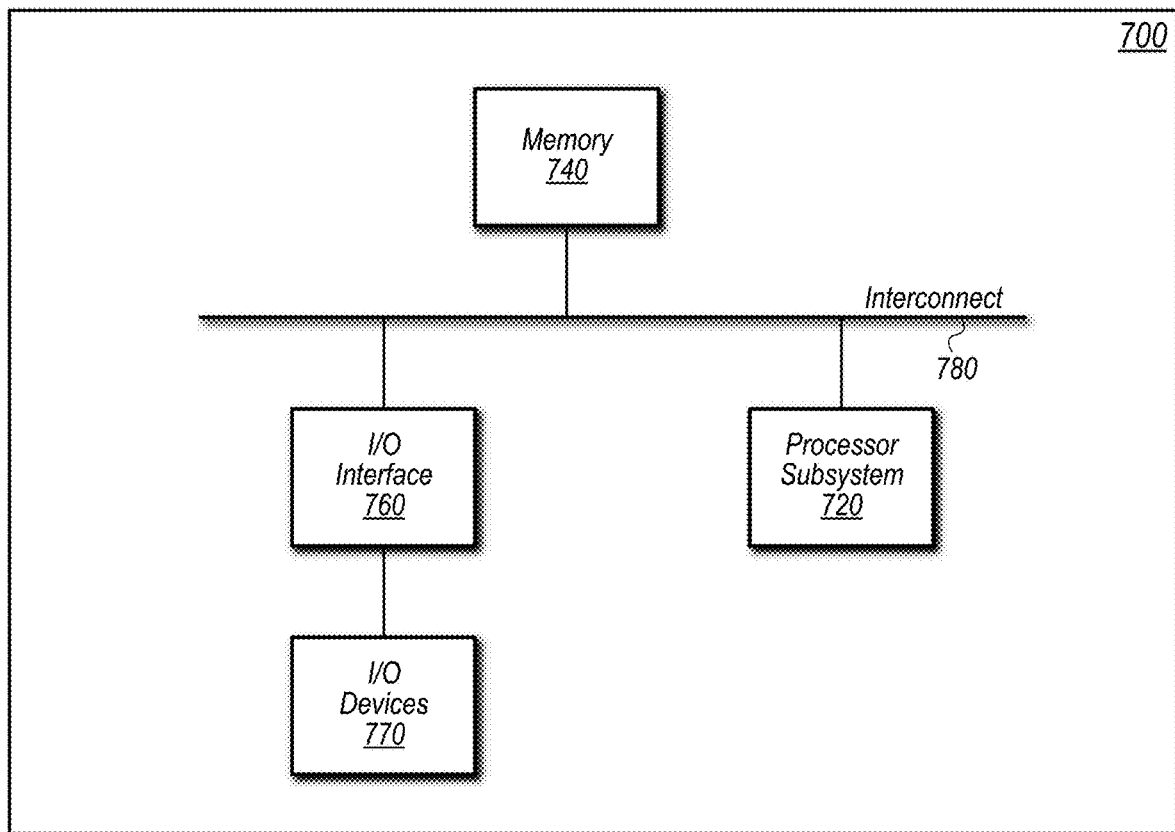 700
Memory
740
Interconnect
780
I/O
Interface
760
Processor
Subsystem
720
I/O
Devices
770